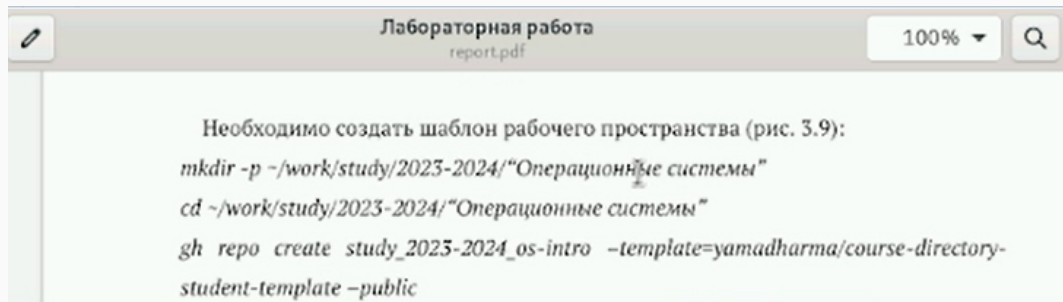 Лабораторная работа
report.pdf
100%
Необходимо создать шаблон рабочего пространства (рис. 3.9):
mkdir -p ~/work/study/2023-2024/“Операционные системы”
cd ~/work/study/2023-2024/“Операционные системы”
gh repo create study_2023-2024_os-intro –template=yamadharma/course-directory-
student-template –public